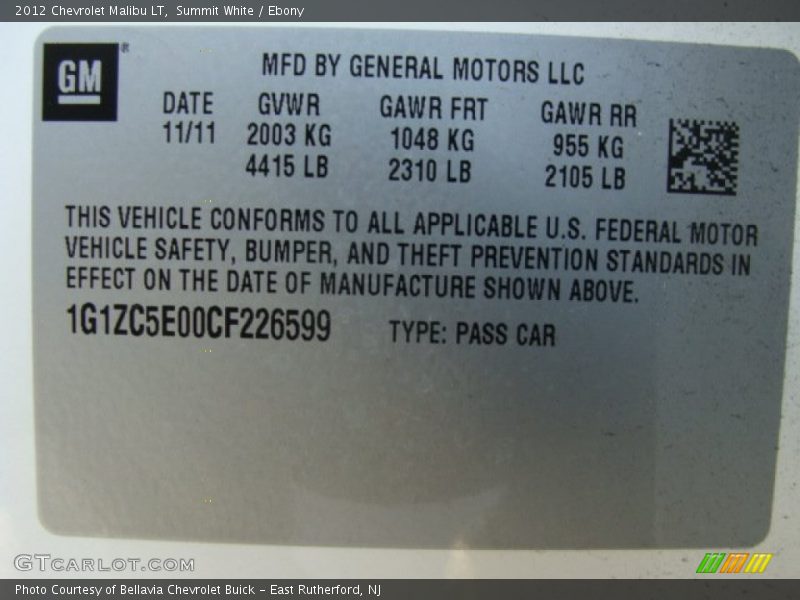 2012 Chevrolet Malibu LT, Summit White / Ebony
GM®
MFD BY GENERAL MOTORS LLC
DATE GVWR GAWR FRT GAWR RR
11/11 2003 KG 1048 KG 955 KG
4415 LB 2310 LB 2105 LB
THIS VEHICLE CONFORMS TO ALL APPLICABLE U.S. FEDERAL MOTOR
VEHICLE SAFETY, BUMPER, AND THEFT PREVENTION STANDARDS IN
EFFECT ON THE DATE OF MANUFACTURE SHOWN ABOVE.
1G1ZC5E00CF226599 TYPE: PASS CAR
GTCARLOT.COM
Photo Courtesy of Bellavia Chevrolet Buick - East Rutherford, NJ